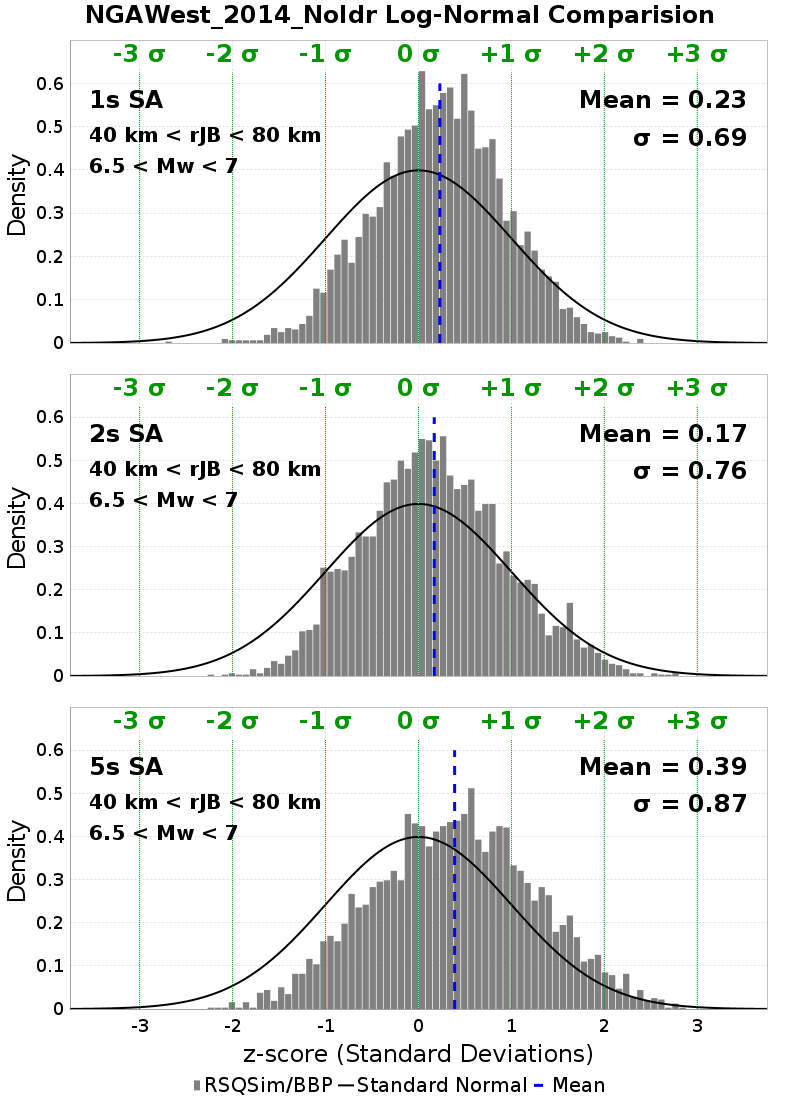 NGAWest_2014_NoIdr Log-Normal Comparision
-3 σ -2 σ -1 σ 0 σ +1 σ +2 σ +3 σ
1s SA
40 km < rJB < 80 km
6.5 < Mw < 7
Mean = 0.23
σ = 0.69
Density
0.6
0.5
0.4
0.3
0.2
0.1
0
-3 σ -2 σ -1 σ 0 σ +1 σ +2 σ +3 σ
2s SA
40 km < rJB < 80 km
6.5 < Mw < 7
Mean = 0.17
σ = 0.76
Density
0.6
0.5
0.4
0.3
0.2
0.1
0
-3 σ -2 σ -1 σ 0 σ +1 σ +2 σ +3 σ
5s SA
40 km < rJB < 80 km
6.5 < Mw < 7
Mean = 0.39
σ = 0.87
Density
0.6
0.5
0.4
0.3
0.2
0.1
0
-3 -2 -1 0 1 2 3
z-score (Standard Deviations)
RSQSim/BBP Standard Normal Mean